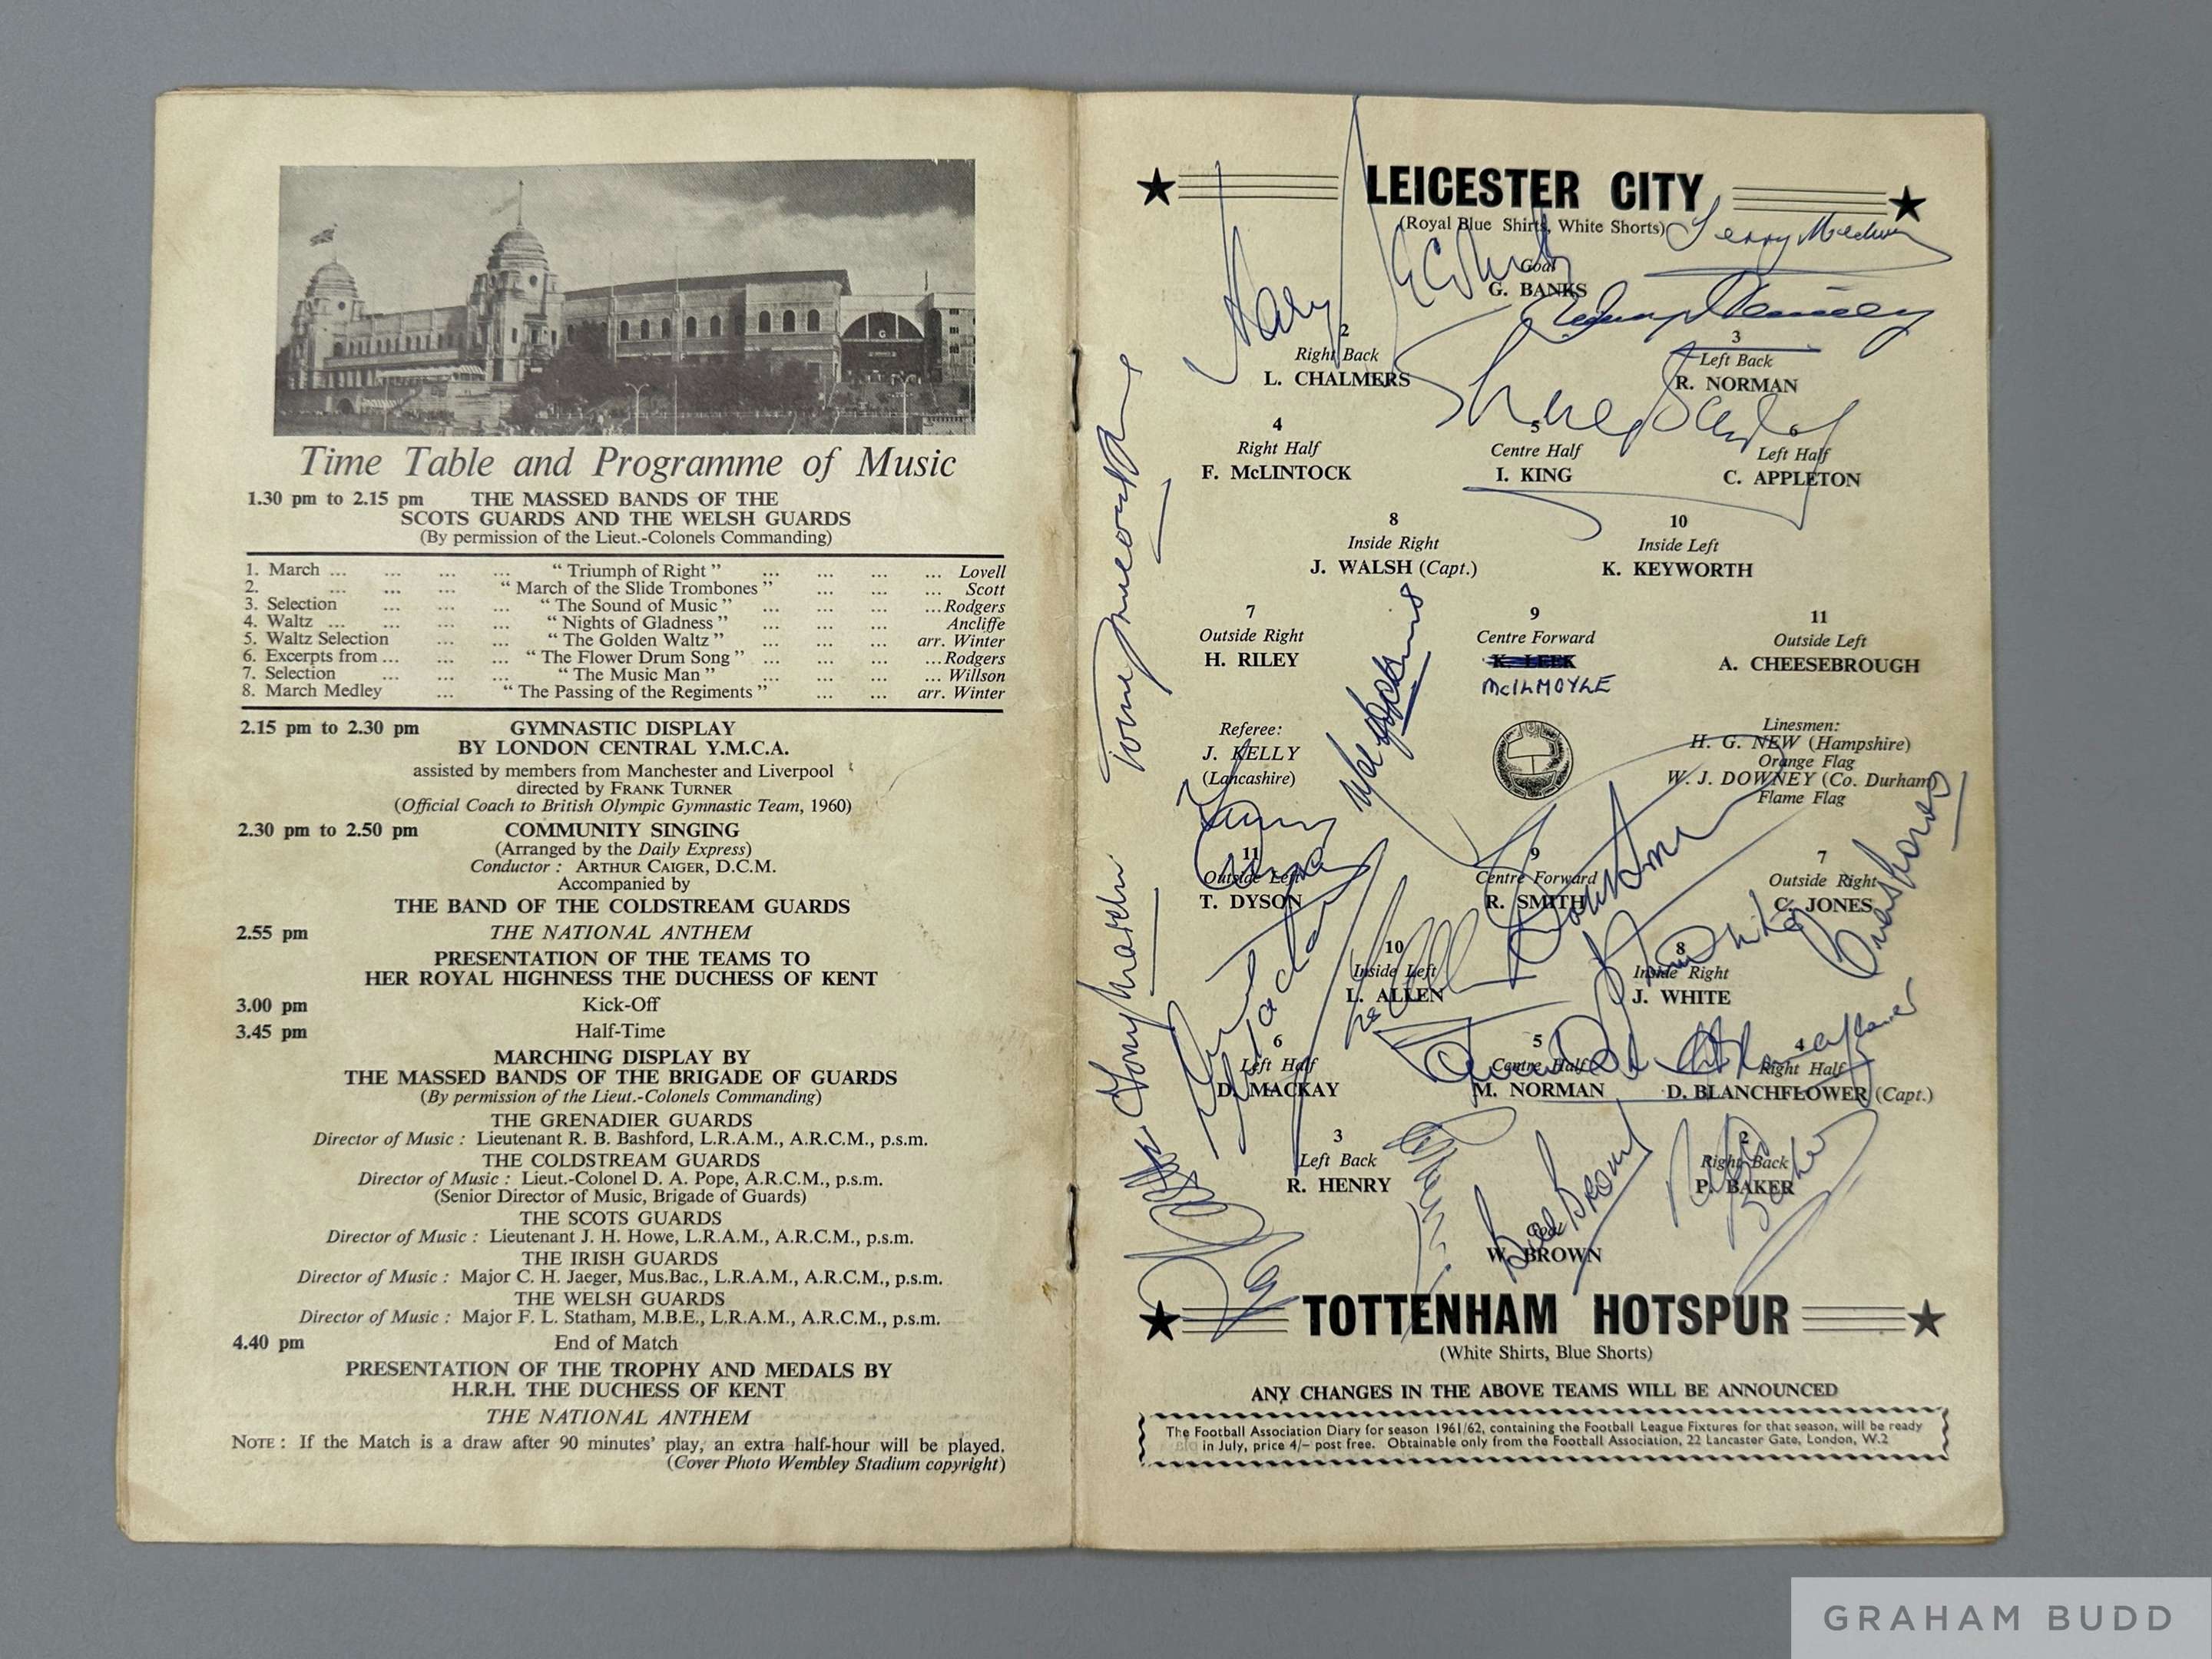 Time Table and Programme of Music
1.30 pm to 2.15 pm THE MASSED BANDS OF THE
SCOTS GUARDS AND THE WELSH GUARDS
(By permission of the Lieut.-Colonels Commanding)
1. March ... ... ... ... “ Triumph of Right ” ... ... ... ... Lovell
2. ... ... ... “ March of the Slide Trombones ” ... ... ... Scott
3. Selection ... ... ... “ The Sound of Music ” ... ... ... ... Rodgers
4. Waltz ... ... ... ... “ Nights of Gladness ” ... ... ... ... Ancliffe
5. Waltz Selection ... ... “ The Golden Waltz ” ... ... ... arr. Winter
6. Excerpts from ... ... ... “ The Flower Drum Song ” ... ... ... ... Rodgers
7. Selection ... ... ... “ The Music Man ” ... ... ... ... Willson
8. March Medley ... “ The Passing of the Regiments ” ... ... arr. Winter
2.15 pm to 2.30 pm GYMNASTIC DISPLAY
BY LONDON CENTRAL Y.M.C.A.
assisted by members from Manchester and Liverpool
directed by FRANK TURNER
(Official Coach to British Olympic Gymnastic Team, 1960)
2.30 pm to 2.50 pm COMMUNITY SINGING
(Arranged by the Daily Express)
Conductor : ARTHUR CAIGER, D.C.M.
Accompanied by
THE BAND OF THE COLDSTREAM GUARDS
2.55 pm THE NATIONAL ANTHEM
PRESENTATION OF THE TEAMS TO
HER ROYAL HIGHNESS THE DUCHESS OF KENT
3.00 pm Kick-Off
3.45 pm Half-Time
MARCHING DISPLAY BY
THE MASSED BANDS OF THE BRIGADE OF GUARDS
(By permission of the Lieut.-Colonels Commanding)
THE GRENADIER GUARDS
Director of Music : Lieutenant R. B. Bashford, L.R.A.M., A.R.C.M., p.s.m.
THE COLDSTREAM GUARDS
Director of Music : Lieut.-Colonel D. A. Pope, A.R.C.M., p.s.m.
(Senior Director of Music, Brigade of Guards)
THE SCOTS GUARDS
Director of Music : Lieutenant J. H. Howe, L.R.A.M., A.R.C.M., p.s.m.
THE IRISH GUARDS
Director of Music : Major C. H. Jaeger, Mus.Bac., L.R.A.M., A.R.C.M., p.s.m.
THE WELSH GUARDS
Director of Music : Major F. L. Statham, M.B.E., L.R.A.M., A.R.C.M., p.s.m.
4.40 pm End of Match
PRESENTATION OF THE TROPHY AND MEDALS BY
H.R.H. THE DUCHESS OF KENT
THE NATIONAL ANTHEM
NOTE : If the Match is a draw after 90 minutes’ play, an extra half-hour will be played.
(Cover Photo Wembley Stadium copyright)
LEICESTER CITY
(Royal Blue Shirts, White Shorts)
Terry Medwin
Goal
G. BANKS
2 3
Right Back Left Back
L. CHALMERS R. NORMAN
4 5 6
Right Half Centre Half Left Half
F. McLINTOCK I. KING C. APPLETON
8 10
Inside Right Inside Left
J. WALSH (Capt.) K. KEYWORTH
7 9 11
Outside Right Centre Forward Outside Left
H. RILEY K. LEEK A. CHEESEBROUGH
McILMOYLE
Referee: Linesmen:
J. KELLY H. G. NEW (Hampshire)
(Lancashire) Orange Flag
W. J. DOWNEY (Co. Durham)
Flame Flag
Tony Marchi
Terry Dyson
11 9 7
Outside Left Centre Forward Outside Right
T. DYSON R. SMITH C. JONES
10 8
Inside Left Inside Right
L. ALLEN J. WHITE
6 5 4
Left Half Centre Half Right Half
D. MACKAY M. NORMAN D. BLANCHFLOWER (Capt.)
3 2
Left Back Right Back
R. HENRY P. BAKER
Bill Brown
Peter Baker
Goal
W. BROWN
TOTTENHAM HOTSPUR
(White Shirts, Blue Shorts)
ANY CHANGES IN THE ABOVE TEAMS WILL BE ANNOUNCED
The Football Association Diary for season 1961/62, containing the Football League Fixtures for that season, will be ready
in July, price 4/– post free. Obtainable only from the Football Association, 22 Lancaster Gate, London, W.2
GRAHAM BUDD